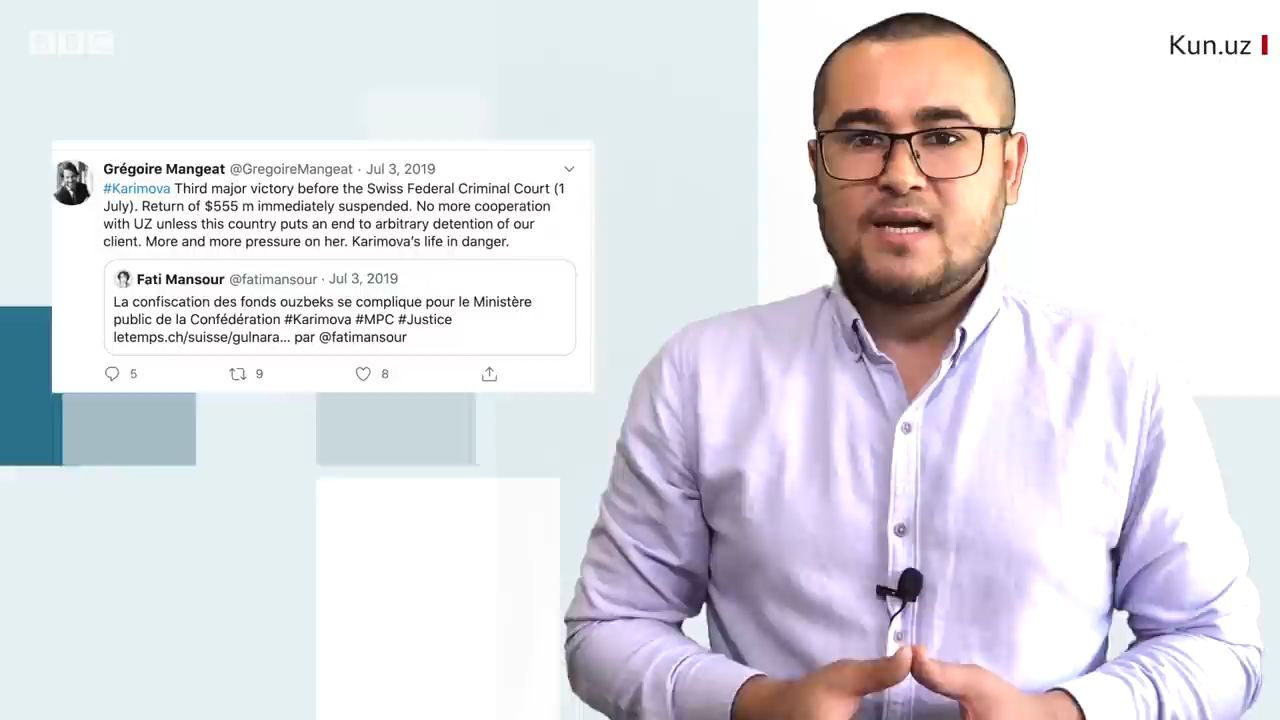 BBC
Kun.uz
Grégoire Mangeat @GregoireMangeat · Jul 3, 2019
#Karimova Third major victory before the Swiss Federal Criminal Court (1
July). Return of $555 m immediately suspended. No more cooperation
with UZ unless this country puts an end to arbitrary detention of our
client. More and more pressure on her. Karimova's life in danger.
Fati Mansour @fatimansour · Jul 3, 2019
La confiscation des fonds ouzbeks se complique pour le Ministère
public de la Confédération #Karimova #MPC #Justice
letemps.ch/suisse/gulnara... par @fatimansour
5 9 8